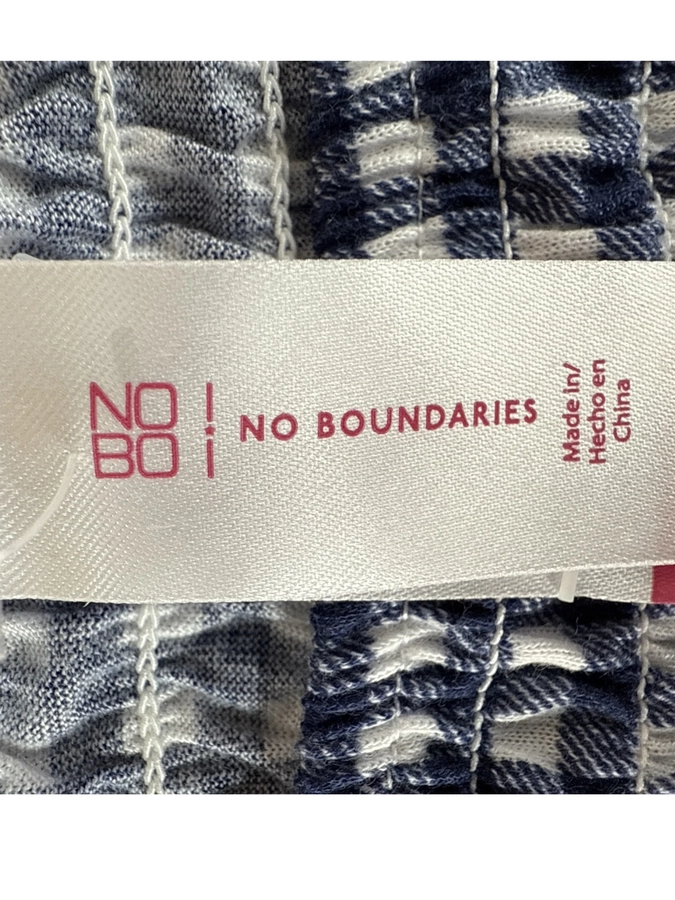 NO
BO
NO BOUNDARIES
Made in/
Hecho en
China